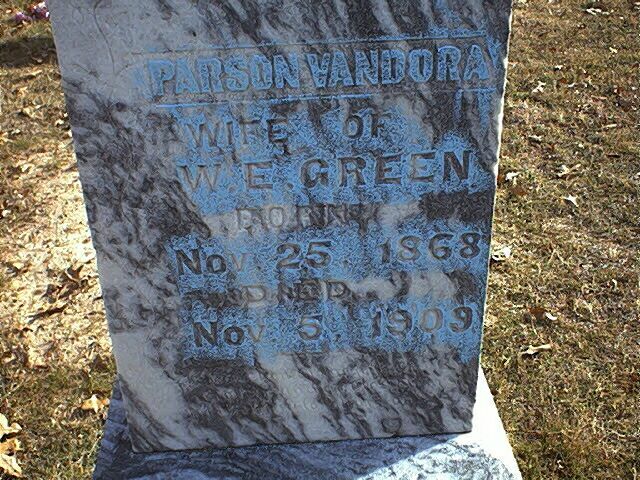 PARSON VANDORA
WIFE OF
W. E. GREEN
BORN
NOV. 25, 1868
DIED
NOV. 5, 1909